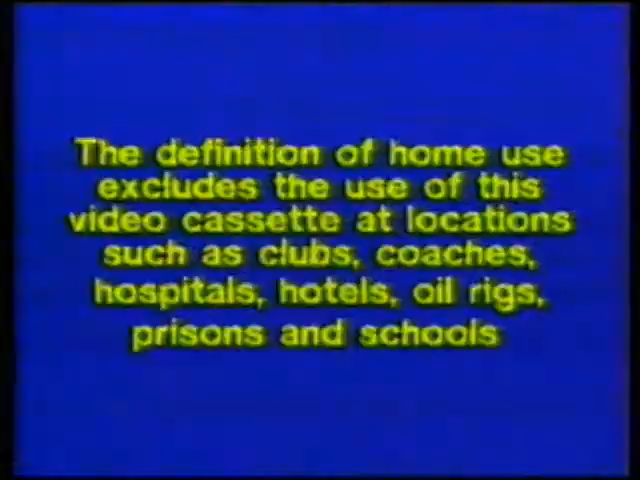 The definition of home use
excludes the use of this
video cassette at locations
such as clubs, coaches,
hospitals, hotels, oil rigs,
prisons and schools